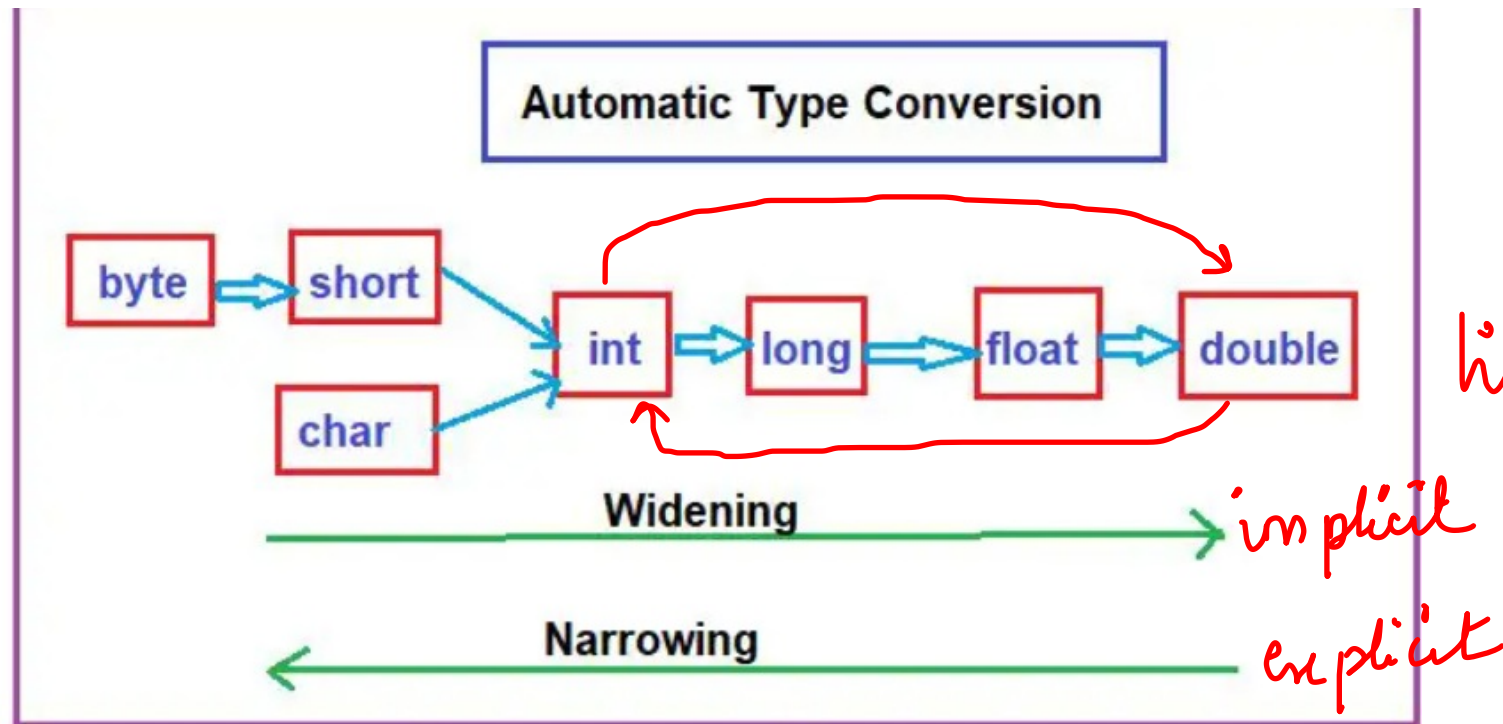 Automatic Type Conversion
byte
short
int
long
float
double
char
Widening
implicit
Narrowing
explicit